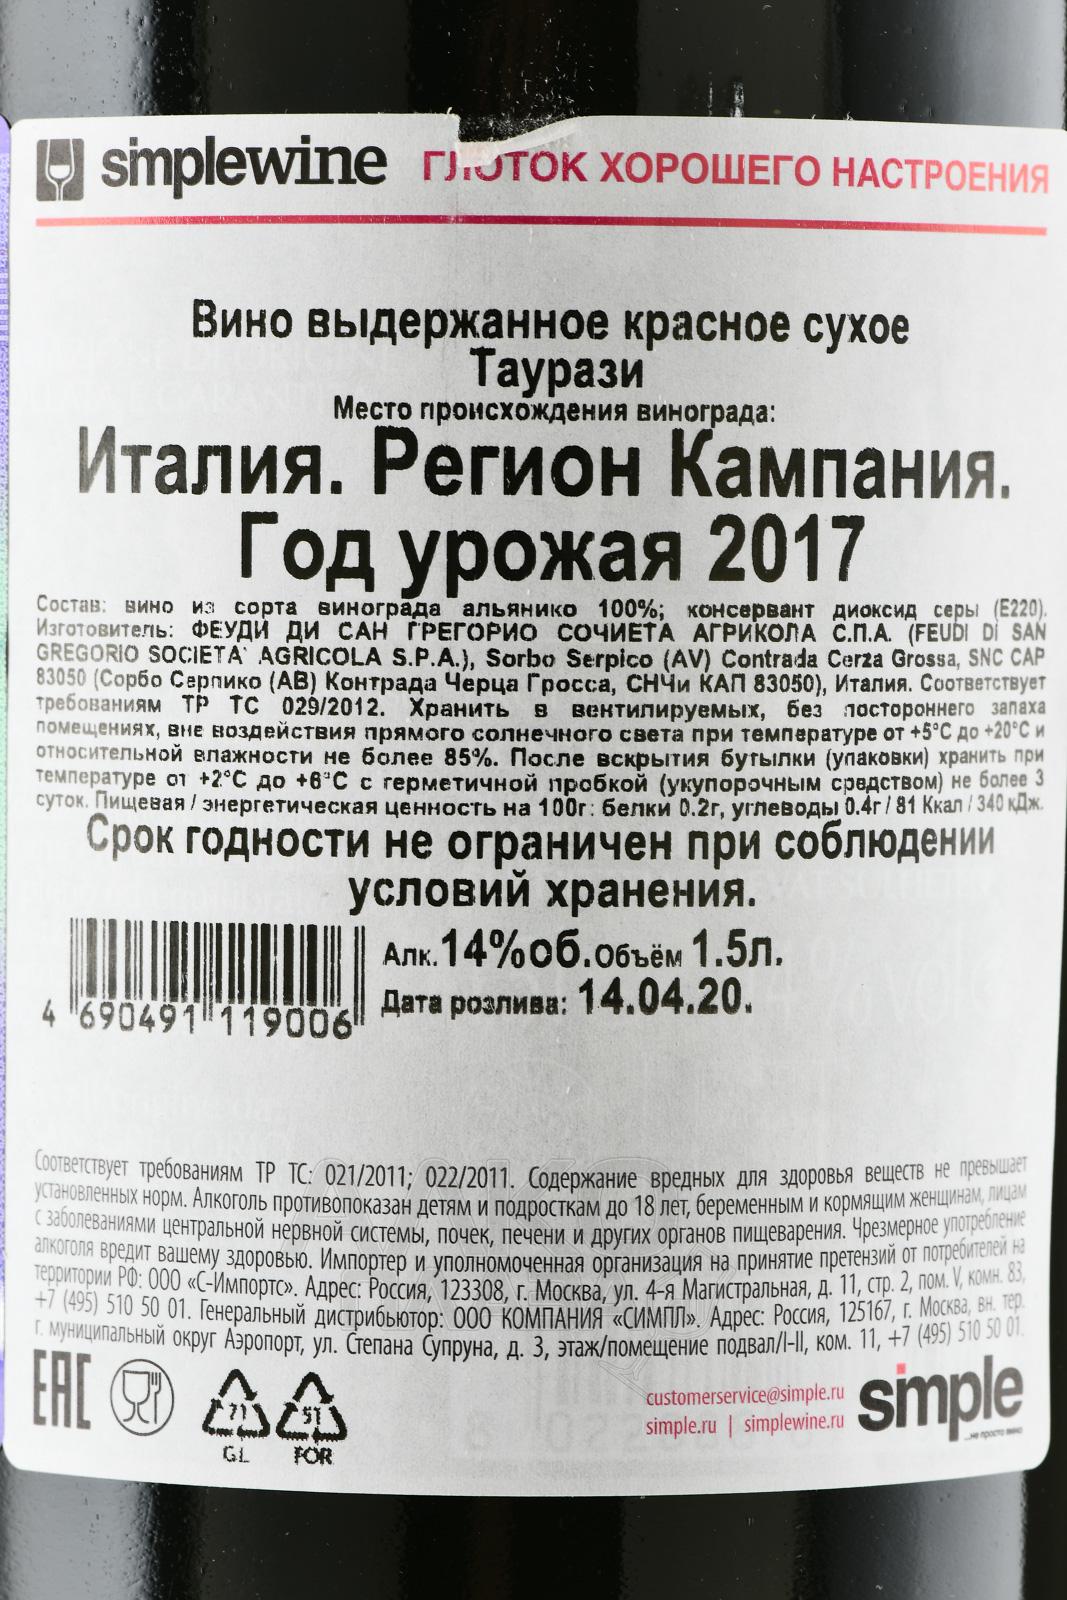 simplewine ГЛОТОК ХОРОШЕГО НАСТРОЕНИЯ
Вино выдержанное красное сухое
Таурази
Место происхождения винограда:
Италия. Регион Кампания.
Год урожая 2017
Состав: вино из сорта винограда альянико 100%; консервант диоксид серы (Е220).
Изготовитель: ФЕУДИ ДИ САН ГРЕГОРИО СОЧИЕТА АГРИКОЛА С.П.А. (FEUDI DI SAN
GREGORIO SOCIETA' AGRICOLA S.P.A.), Sorbo Serpico (AV) Contrada Cerza Grossa, SNC CAP
83050 (Сорбо Серпико (АВ) Контрада Черца Гросса, СНЧи КАП 83050), Италия. Соответствует
требованиям ТР ТС 029/2012. Хранить в вентилируемых, без постороннего запаха
помещениях, вне воздействия прямого солнечного света при температуре от +5°С до +20°С и
относительной влажности не более 85%. После вскрытия бутылки (упаковки) хранить при
температуре от +2°С до +6°С с герметичной пробкой (укупорочным средством) не более 3
суток. Пищевая / энергетическая ценность на 100г: белки 0.2г, углеводы 0.4г / 81 Ккал / 340 кДж.
Срок годности не ограничен при соблюдении
условий хранения.
Алк.14%об.Объём 1.5л.
Дата розлива: 14.04.20.
4 690491 119006
Соответствует требованиям ТР ТС: 021/2011; 022/2011. Содержание вредных для здоровья веществ не превышает
установленных норм. Алкоголь противопоказан детям и подросткам до 18 лет, беременным и кормящим женщинам, лицам
с заболеваниями центральной нервной системы, почек, печени и других органов пищеварения. Чрезмерное употребление
алкоголя вредит вашему здоровью. Импортер и уполномоченная организация на принятие претензий от потребителей на
территории РФ: ООО «С-Импортс». Адрес: Россия, 123308, г. Москва, ул. 4-я Магистральная, д. 11, стр. 2, пом. V, комн. 83,
+7 (495) 510 50 01. Генеральный дистрибьютор: ООО КОМПАНИЯ «СИМПЛ». Адрес: Россия, 125167, г. Москва, вн. тер.
г. муниципальный округ Аэропорт, ул. Степана Супруна, д. 3, этаж/помещение подвал/I-II, ком. 11, +7 (495) 510 50 01.
EAC
71
GL
51
FOR
customerservice@simple.ru
simple.ru | simplewine.ru
simple
...не просто вино